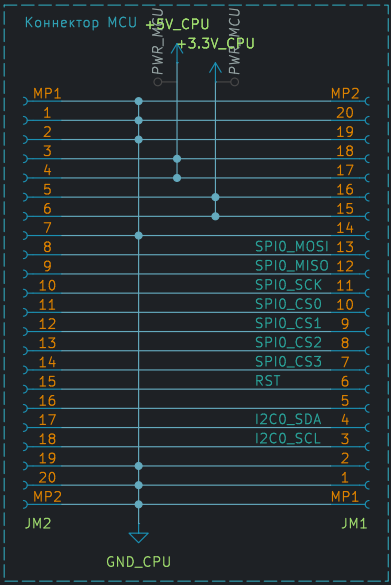 Коннектор MCU
+5V_CPU
+3.3V_CPU
PWR_MCU
PWR_MCU
MP1 MP2
1 20
2 19
3 18
4 17
5 16
6 15
7 14
8 SPI0_MOSI 13
9 SPI0_MISO 12
10 SPI0_SCK 11
11 SPI0_CS0 10
12 SPI0_CS1 9
13 SPI0_CS2 8
14 SPI0_CS3 7
15 RST 6
16 5
17 I2C0_SDA 4
18 I2C0_SCL 3
19 2
20 1
MP2 MP1
JM2 JM1
GND_CPU